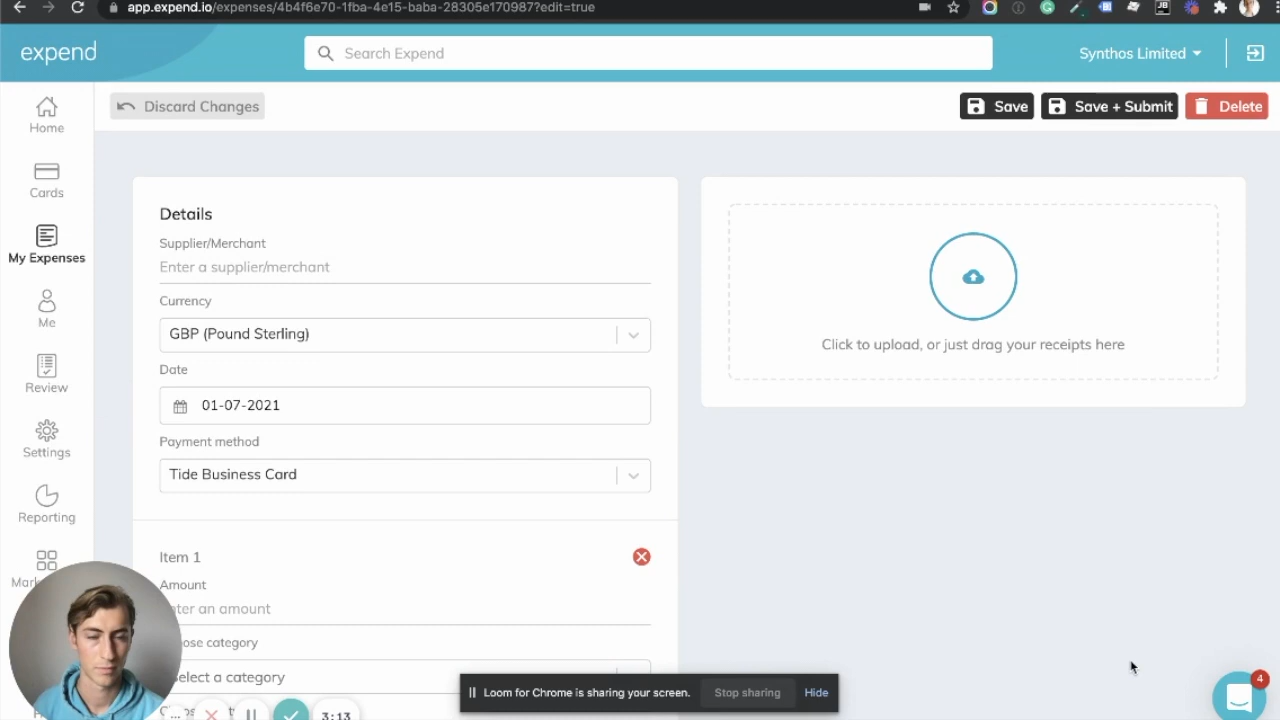 app.expend.io/expenses/4b4f6e70-1fba-4e15-baba-28305e170987?edit=true
expend
Search Expend
Synthos Limited
Discard Changes
Save
Save + Submit
Delete
Home
Cards
My Expenses
Me
Review
Settings
Reporting
Mark
Details
Supplier/Merchant
Enter a supplier/merchant
Currency
GBP (Pound Sterling)
Date
01-07-2021
Payment method
Tide Business Card
Item 1
Amount
nter an amount
ose category
Select a category
Click to upload, or just drag your receipts here
Loom for Chrome is sharing your screen.
Stop sharing
Hide
3:13
4